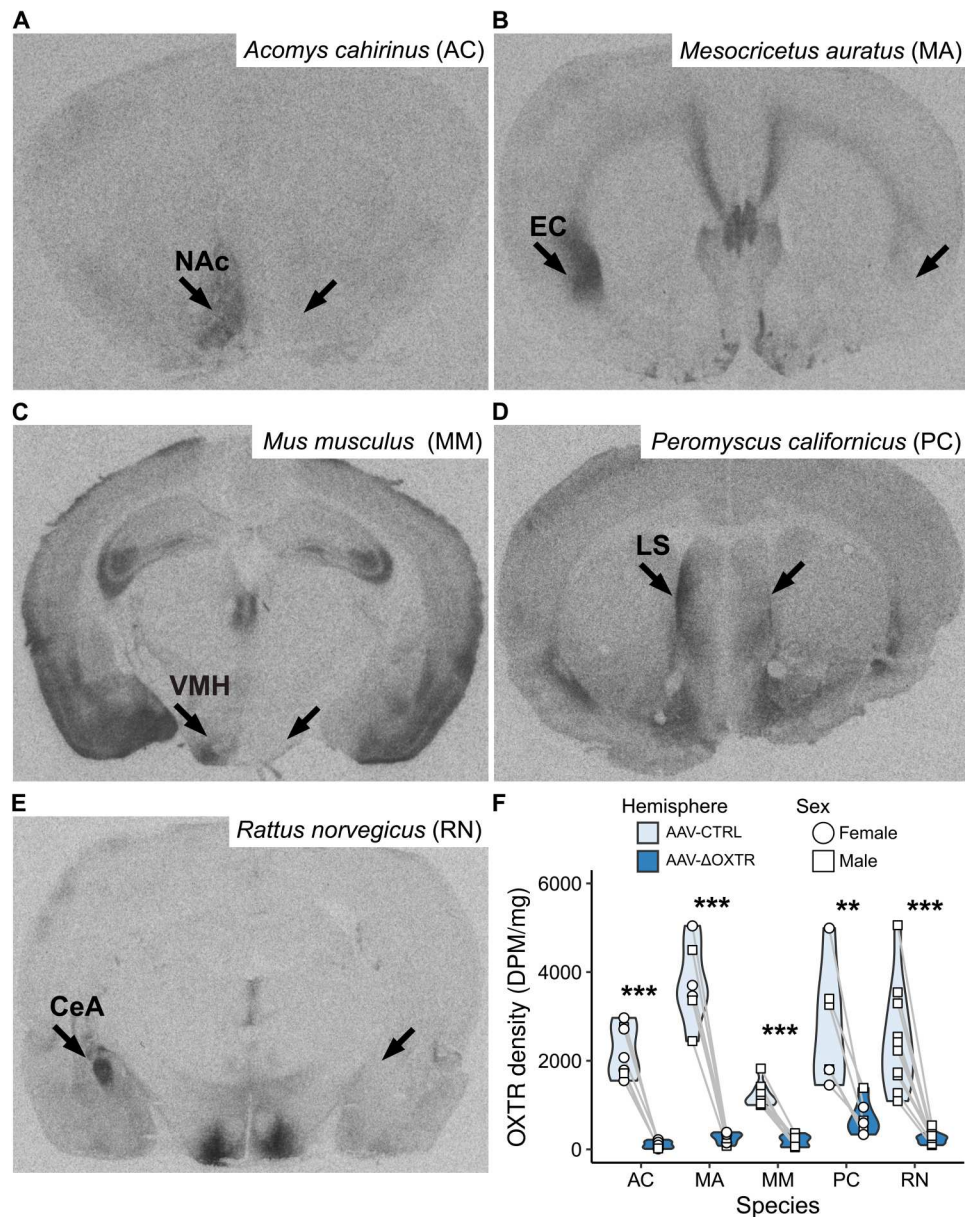 A
Acomys cahirinus (AC)
NAc
B
Mesocricetus auratus (MA)
EC
C
Mus musculus (MM)
VMH
D
Peromyscus californicus (PC)
LS
E
Rattus norvegicus (RN)
CeA
F
Hemisphere
AAV-CTRL
AAV-ΔOXTR
Sex
Female
Male
OXTR density (DPM/mg)
6000
4000
2000
0
***
***
***
**
***
AC MA MM PC RN
Species